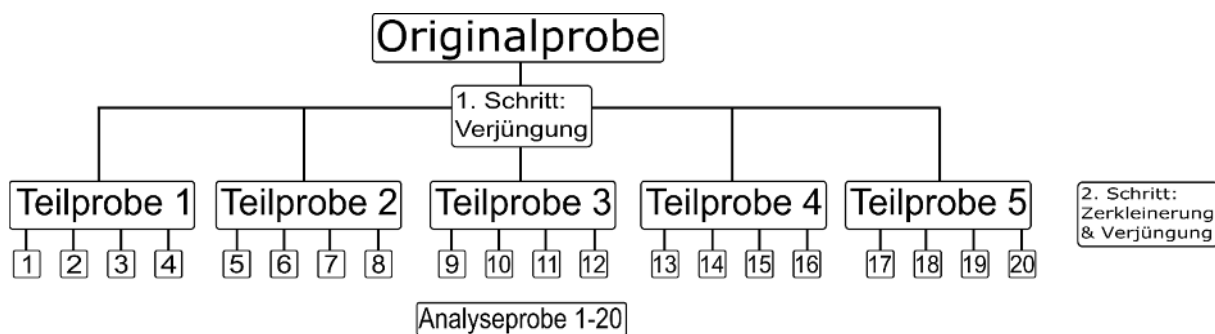 Originalprobe
1. Schritt:
Verjüngung
Teilprobe 1
Teilprobe 2
Teilprobe 3
Teilprobe 4
Teilprobe 5
2. Schritt:
Zerkleinerung
& Verjüngung
1 2 3 4 5 6 7 8 9 10 11 12 13 14 15 16 17 18 19 20
Analyseprobe 1-20